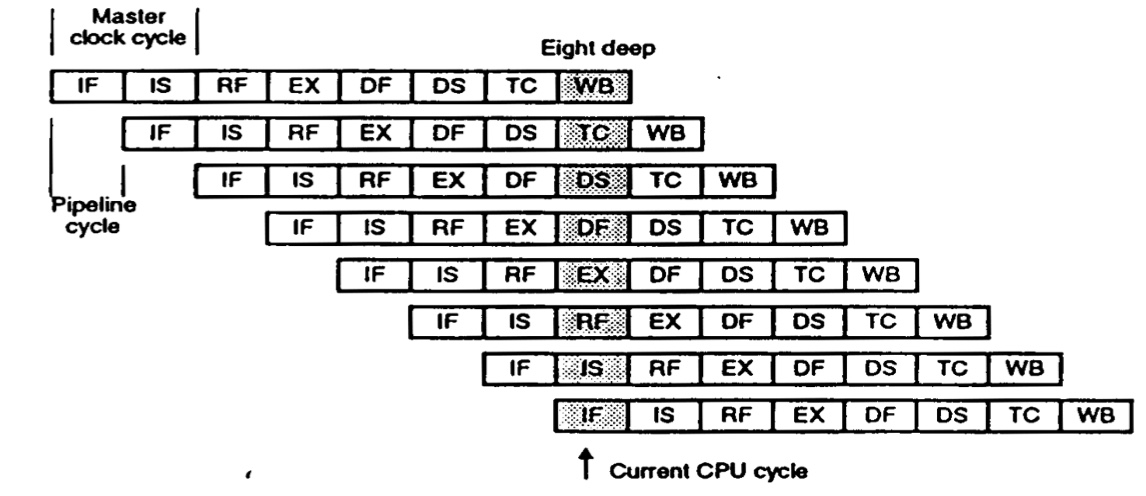 Master
clock cycle
Eight deep
IF IS RF EX DF DS TC WB
IF IS RF EX DF DS TC WB
IF IS RF EX DF DS TC WB
Pipeline
cycle
IF IS RF EX DF DS TC WB
IF IS RF EX DF DS TC WB
IF IS RF EX DF DS TC WB
IF IS RF EX DF DS TC WB
IF IS RF EX DF DS TC WB
Current CPU cycle